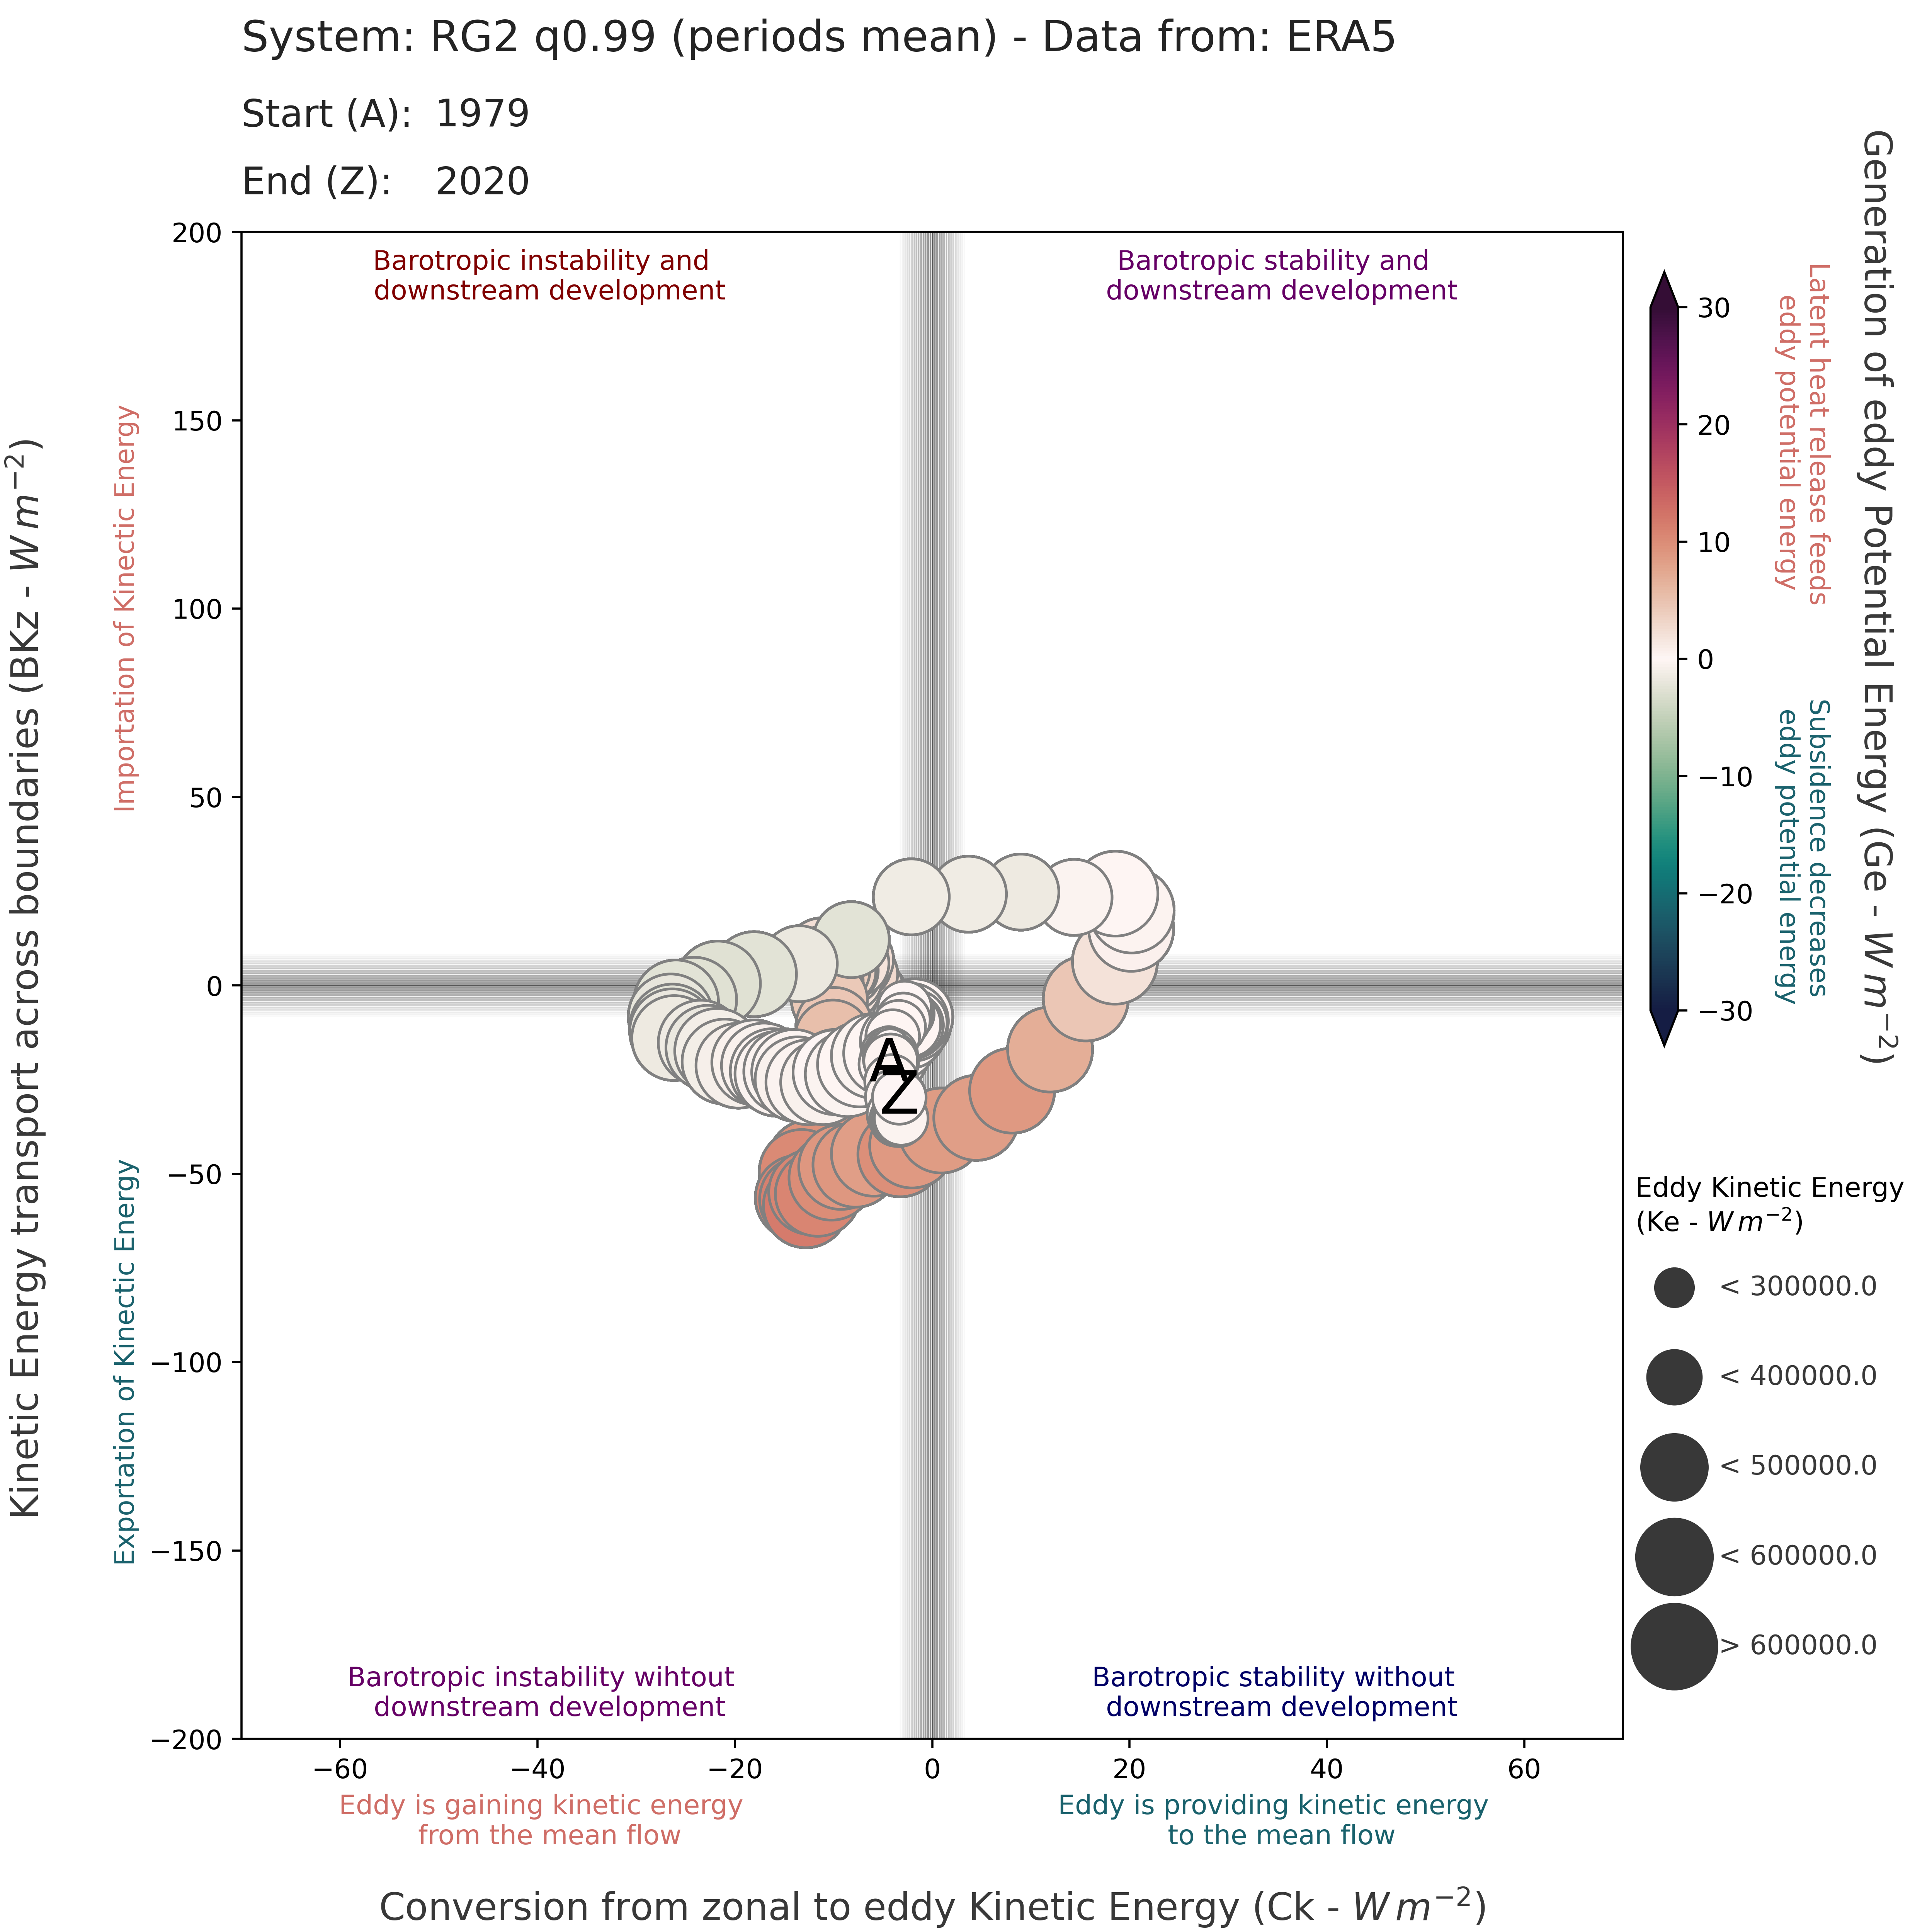 System: RG2 q0.99 (periods mean) - Data from: ERA5
Start (A): 1979
End (Z): 2020
Kinetic Energy transport across boundaries (BKz - W m−2)
Importation of Kinectic Energy
Exportation of Kinectic Energy
200
150
100
50
0
−50
−100
−150
−200
Barotropic instability and
downstream development
Barotropic stability and
downstream development
A
Z
Barotropic instability wihtout
downstream development
Barotropic stability without
downstream development
−60
−40
−20
0
20
40
60
Eddy is gaining kinetic energy
from the mean flow
Eddy is providing kinetic energy
to the mean flow
Conversion from zonal to eddy Kinetic Energy (Ck - W m−2)
30
20
10
0
−10
−20
−30
Latent heat release feeds
eddy potential energy
Subsidence decreases
eddy potential energy
Generation of eddy Potential Energy (Ge - W m−2)
Eddy Kinetic Energy
(Ke - W m−2)
< 300000.0
< 400000.0
< 500000.0
< 600000.0
> 600000.0